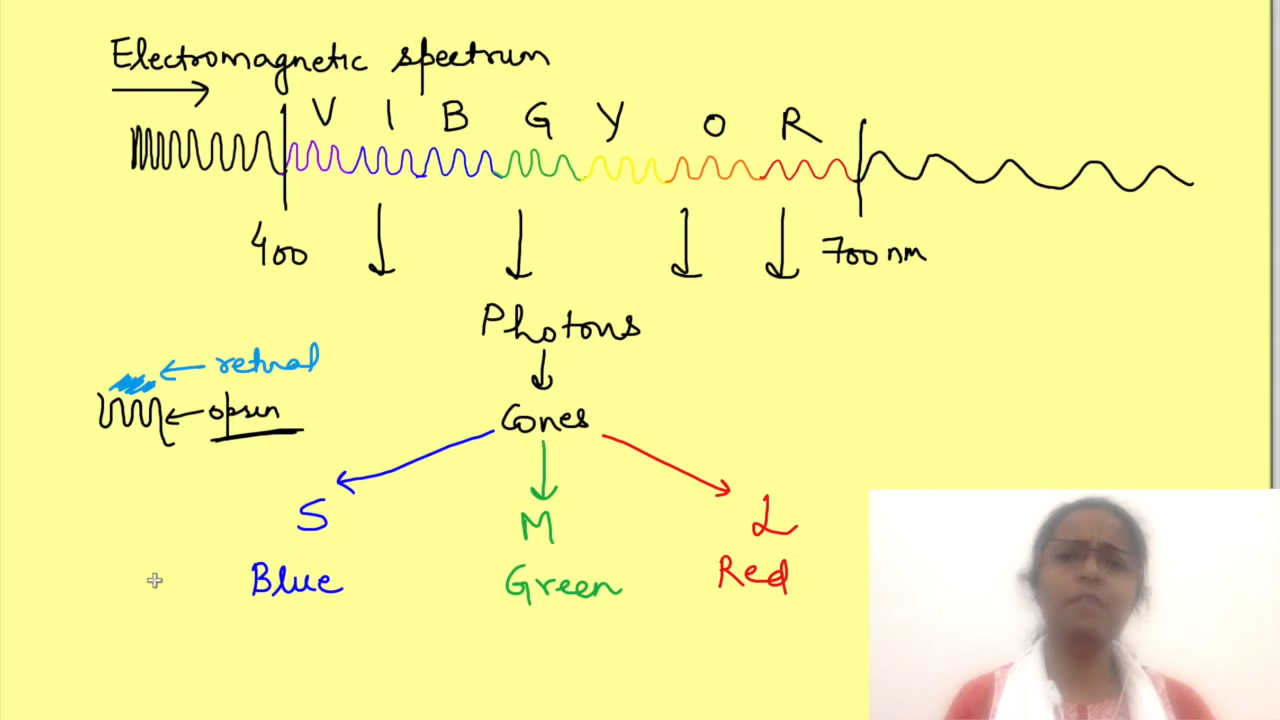 Electromagnetic spectrum
V I B G Y O R
400 700 nm
Photons
retinal
opsin
Cones
S M L
Blue Green Red